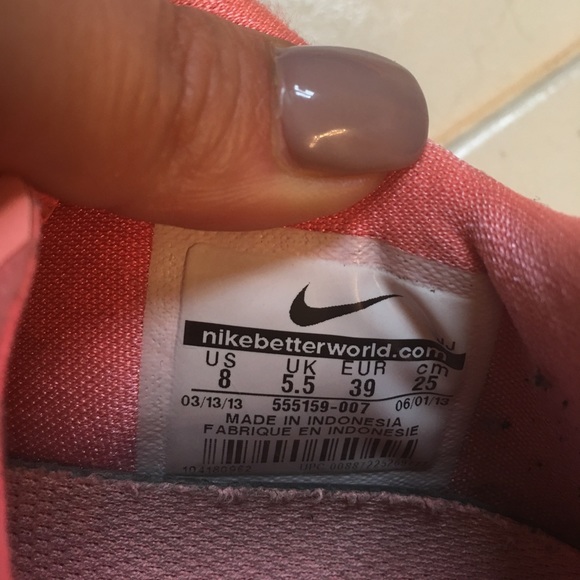 nikebetterworld.com
US UK EUR cm
8 5.5 39 25
03/13/13 555159-007 06/01/13
MADE IN INDONESIA
FABRIQUE EN INDONESIE
UPC